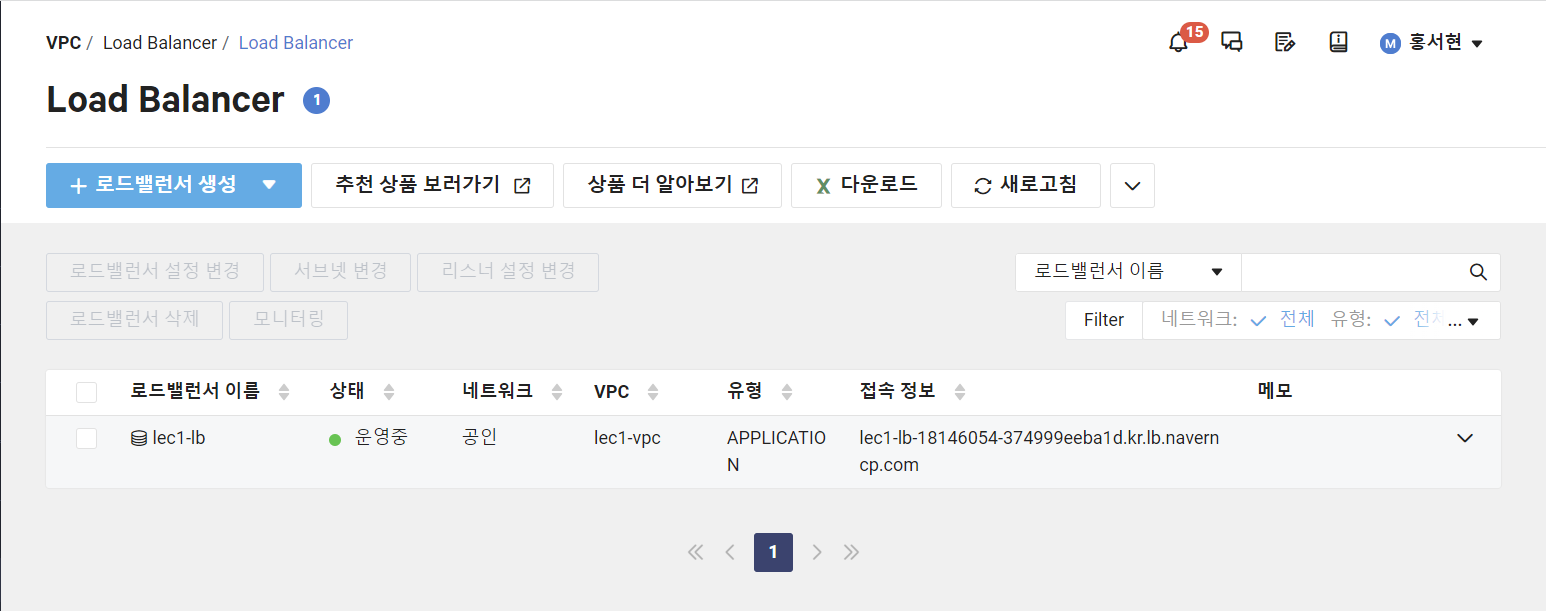 VPC / Load Balancer / Load Balancer
15
M 홍서현
Load Balancer 1
+ 로드밸런서 생성
추천 상품 보러가기
상품 더 알아보기
X 다운로드
새로고침
로드밸런서 설정 변경
서브넷 변경
리스너 설정 변경
로드밸런서 이름
로드밸런서 삭제
모니터링
Filter
네트워크: 전체 유형: 전체 ...
로드밸런서 이름 상태 네트워크 VPC 유형 접속 정보 메모
lec1-lb 운영중 공인 lec1-vpc APPLICATIO lec1-lb-18146054-374999eeba1d.kr.lb.navern
N cp.com
1